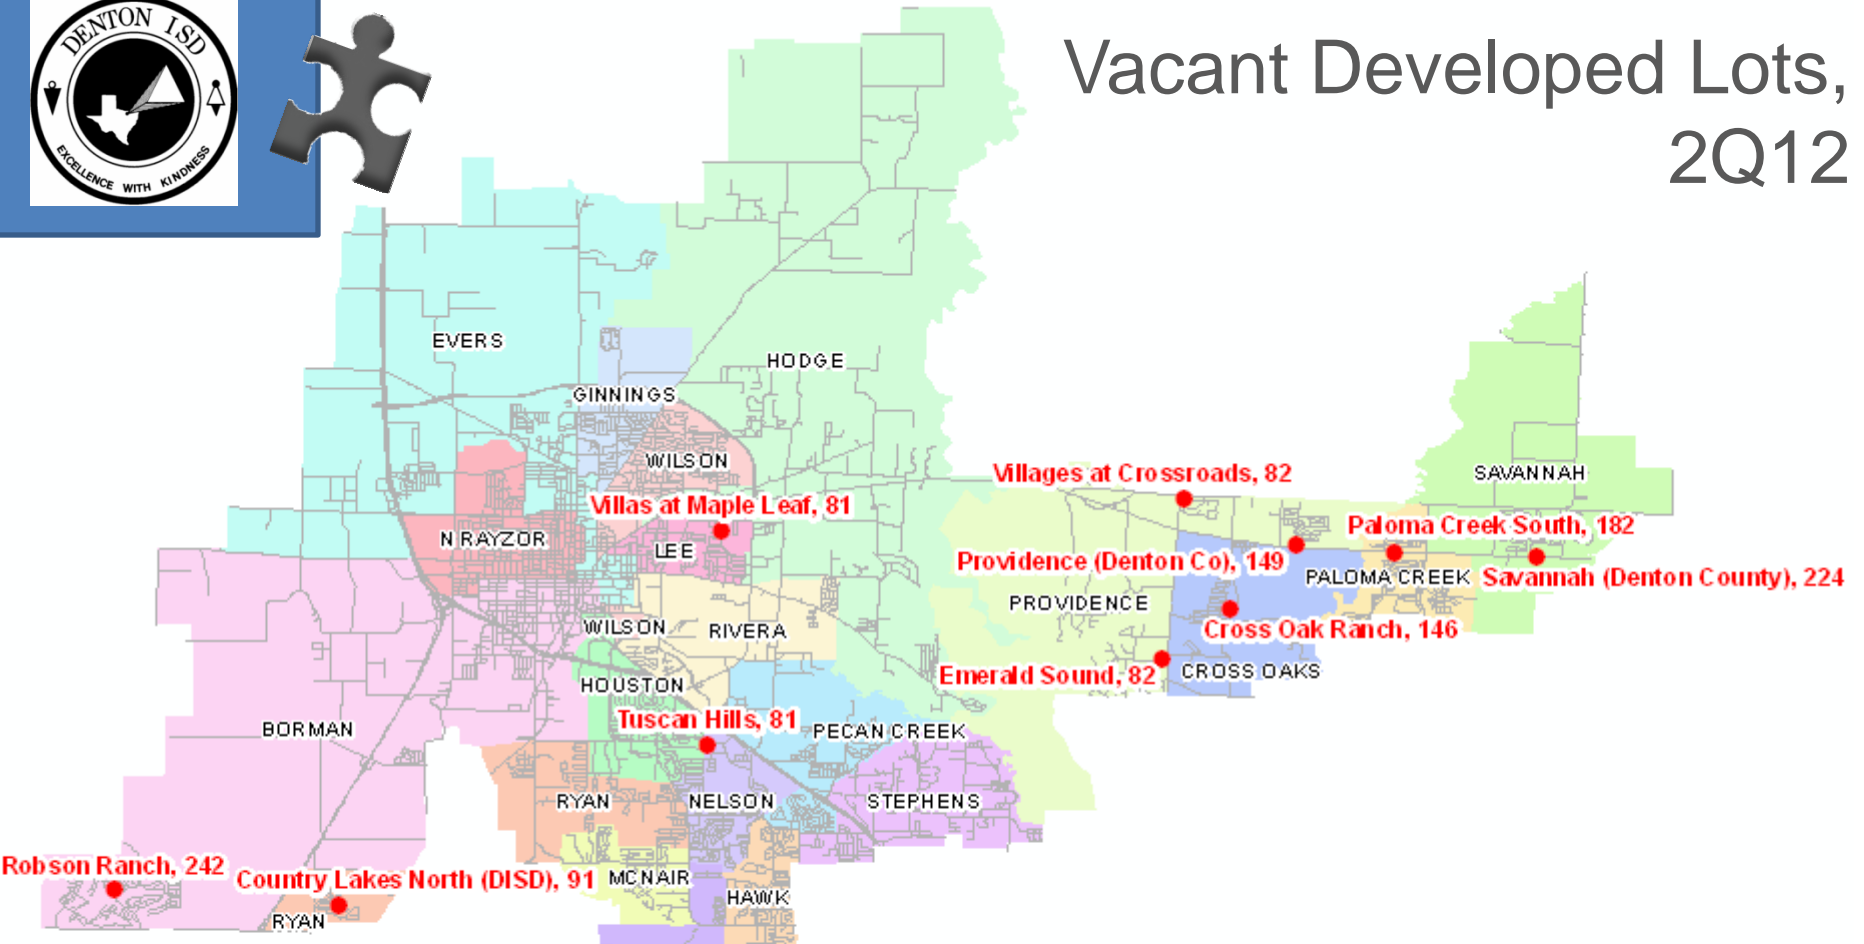 DENTON ISD
EXCELLENCE WITH KINDNESS
Vacant Developed Lots,
2Q12
EVERS
HODGE
GINNINGS
WILSON
Villages at Crossroads, 82
SAVANNAH
Villas at Maple Leaf, 81
Paloma Creek South, 182
N RAYZOR
LEE
Providence (Denton Co), 149
PALOMA CREEK
Savannah (Denton County), 224
PROVIDENCE
WILSON
RIVERA
Cross Oak Ranch, 146
Emerald Sound, 82
CROSS OAKS
HOUSTON
Tuscan Hills, 81
BORMAN
PECAN CREEK
RYAN
NELSON
STEPHENS
Robson Ranch, 242
Country Lakes North (DISD), 91
MCNAIR
HAWK
RYAN